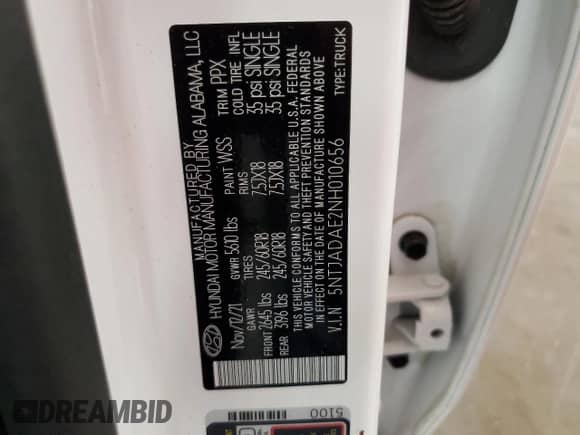 MANUFACTURED BY
HYUNDAI MOTOR MANUFACTURING ALABAMA, LLC
Nov/12/21 PAINT WSS TRIM PPX
GAWR GVWR 5610 lbs TIRES RIMS COLD TIRE INFL
FRONT 2645 lbs 245/60R18 7.5JX18 35 psi SINGLE
REAR 3196 lbs 245/60R18 7.5JX18 35 psi SINGLE
THIS VEHICLE CONFORMS TO ALL APPLICABLE U.S.A. FEDERAL
MOTOR VEHICLE SAFETY AND THEFT PREVENTION STANDARDS
IN EFFECT ON THE DATE OF MANUFACTURE SHOWN ABOVE
V.I.N 5NTJADAE2NH010656 TYPE:TRUCK
5100
DREAMBID